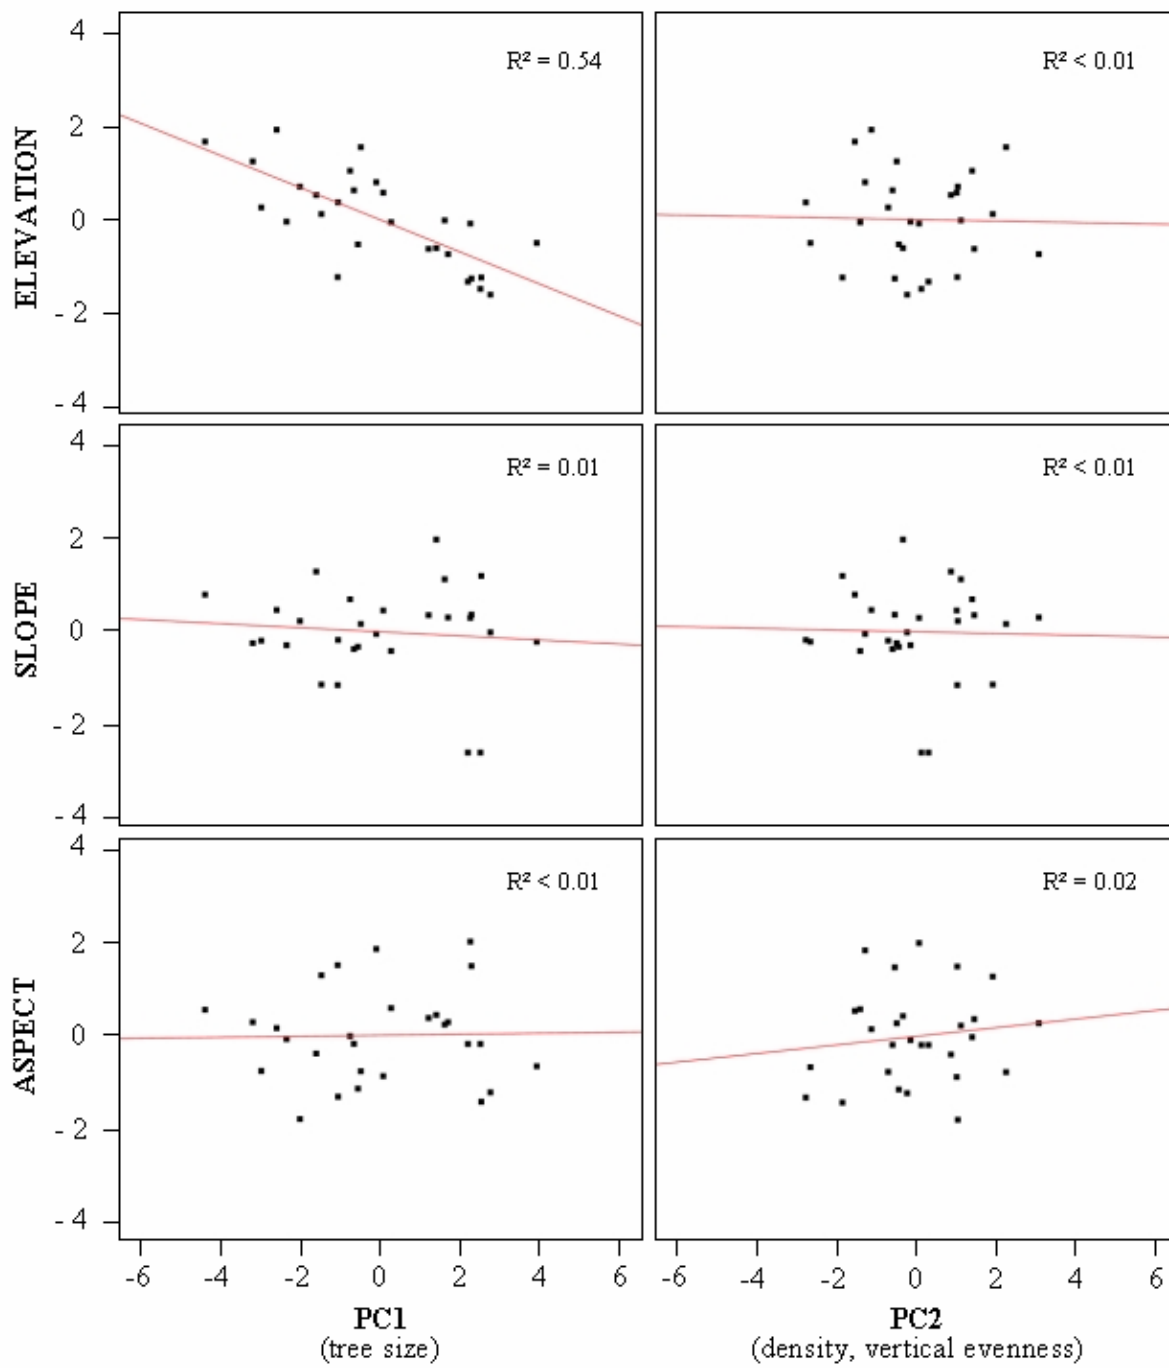 4
R² = 0.54
R² < 0.01
2
ELEVATION
0
- 2
- 4
4
R² = 0.01
R² < 0.01
2
SLOPE
0
- 2
- 4
4
R² < 0.01
R² = 0.02
2
ASPECT
0
- 2
- 4
-6 -4 -2 0 2 4 6
-6 -4 -2 0 2 4 6
PC1
(tree size)
PC2
(density, vertical evenness)